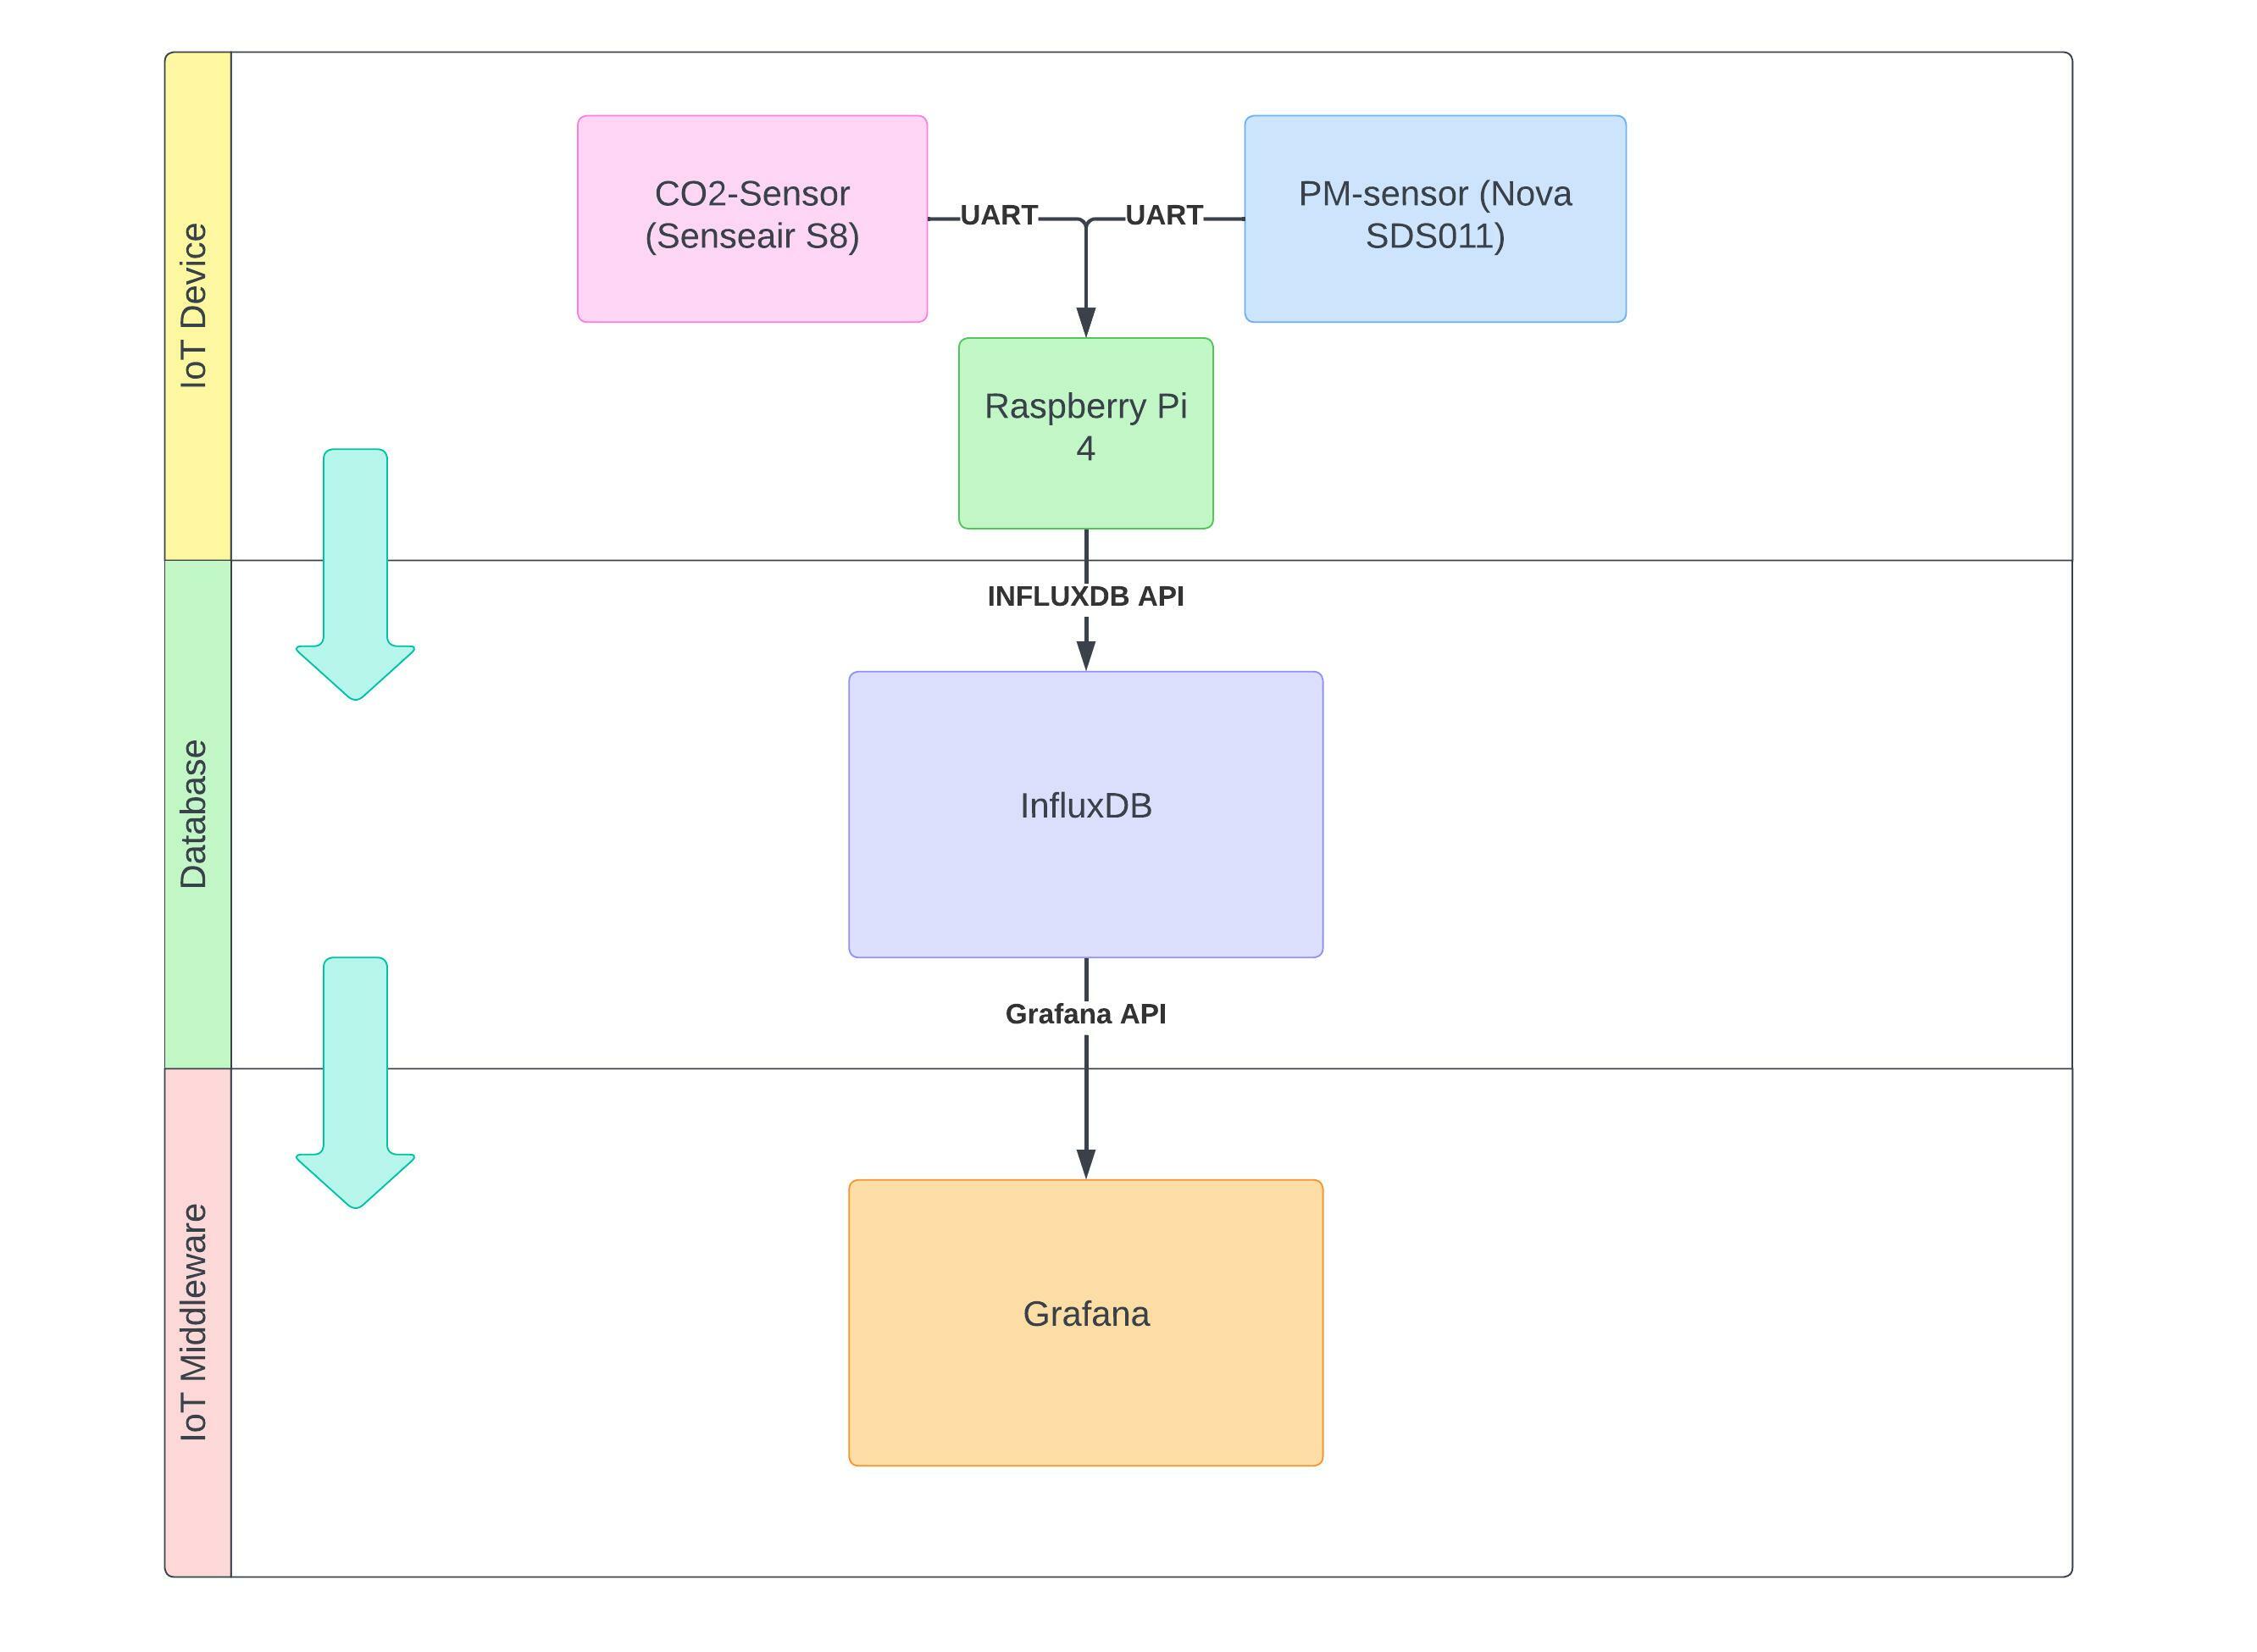 IoT Device
CO2-Sensor
(Senseair S8)
UART
UART
PM-sensor (Nova
SDS011)
Raspberry Pi
4
Database
INFLUXDB API
InfluxDB
Grafana API
IoT Middleware
Grafana